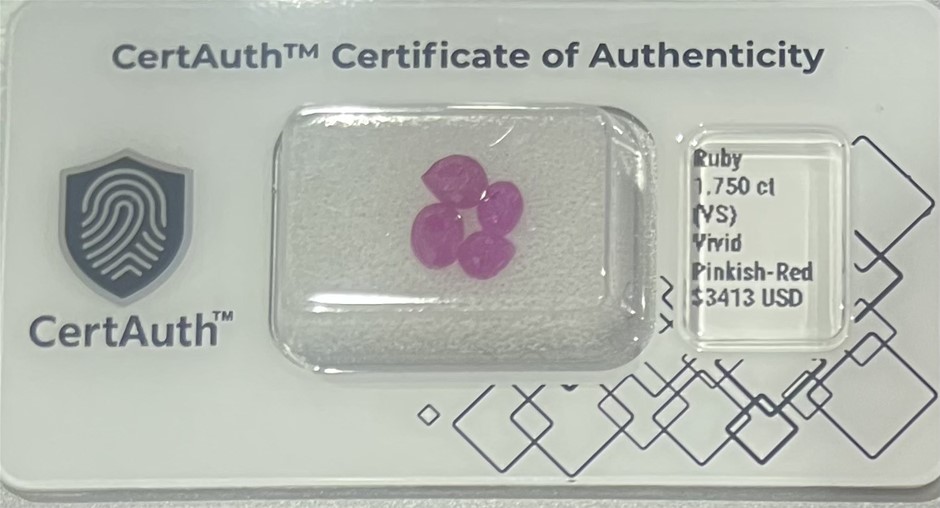 CertAuth™ Certificate of Authenticity
CertAuth™
Ruby
1.750 ct
(VS)
Vivid
Pinkish-Red
$3413 USD